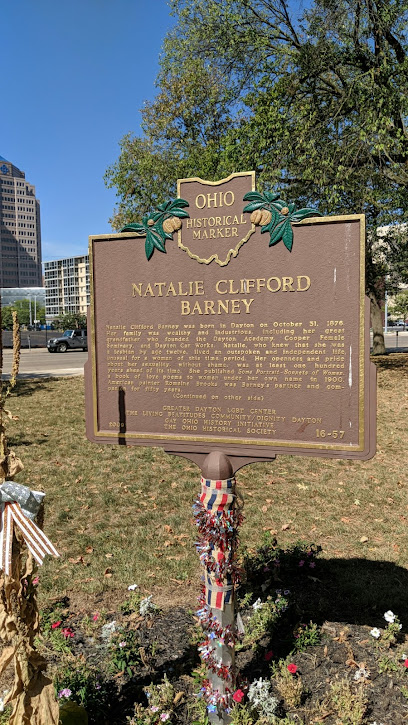 OHIO
HISTORICAL
MARKER
NATALIE CLIFFORD
BARNEY
Natalie Clifford Barney was born in Dayton on October 31, 1876.
Her family was wealthy and industrious, including her great
grandfather who founded the Dayton Academy, Cooper Female
Seminary, and Dayton Car Works. Natalie, who knew that she was
a lesbian by age twelve, lived an outspoken and independent life
unusual for a woman of this time period. Her openness and pride
about her sexuality, without shame, was at least one hundred
years ahead of its time. She published Some Portrait-Sonnets of Women,
a book of love poems to women under her own name in 1900.
American painter Romaine Brooks was Barney's partner and com-
for fifty years.
(Continued on other side)
GREATER DAYTON LGBT CENTER
THE LIVING BEATITUDES COMMUNITY/DIGNITY DAYTON
GAY OHIO HISTORY INITIATIVE
2009 THE OHIO HISTORICAL SOCIETY 16-57